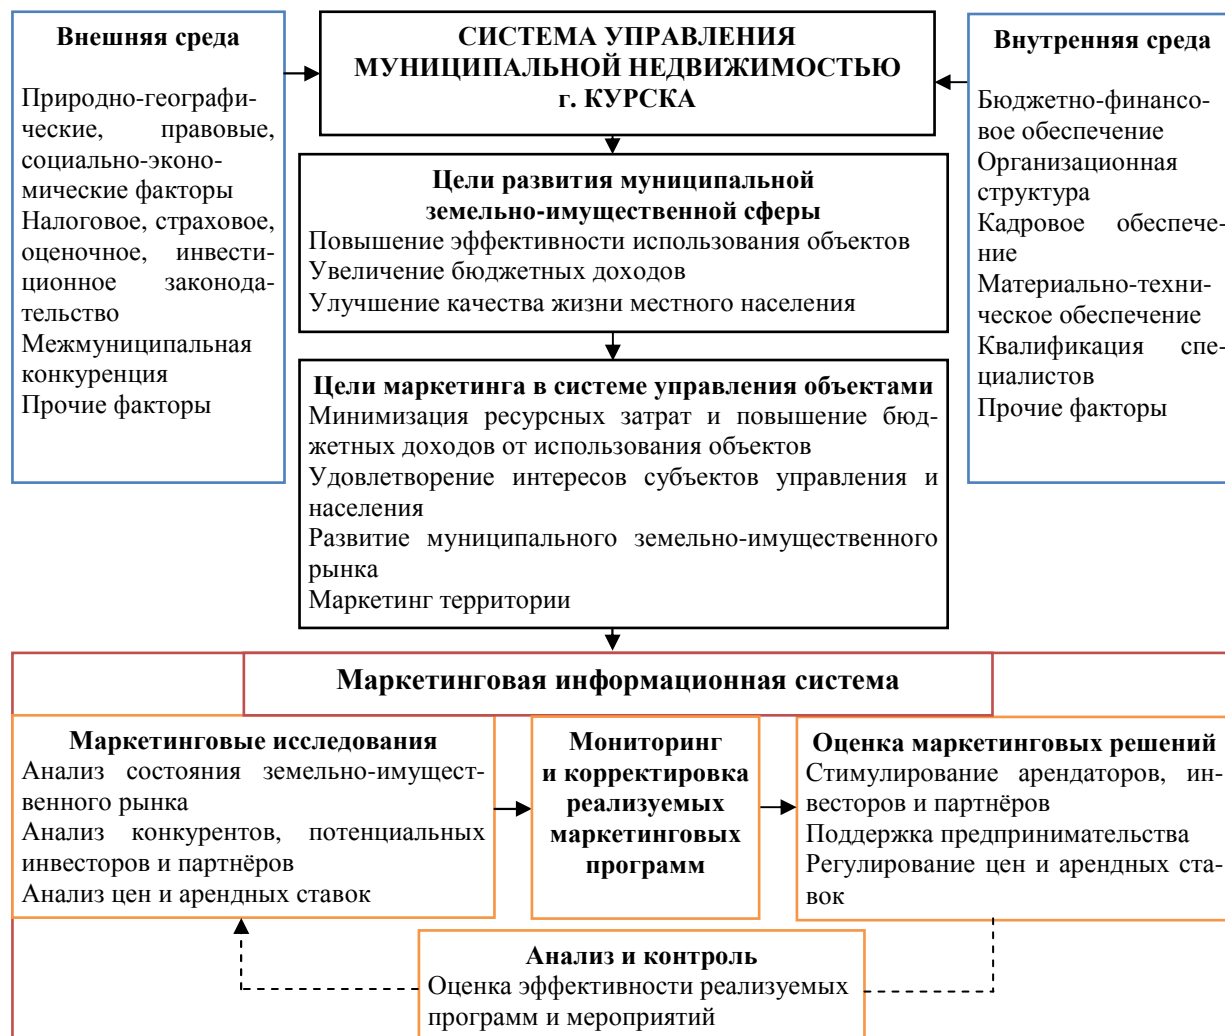 Внешняя среда
Природно-географи-
ческие, правовые,
социально-эконо-
мические факторы
Налоговое, страховое,
оценочное, инвести-
ционное законода-
тельство
Межмуниципальная
конкуренция
Прочие факторы
СИСТЕМА УПРАВЛЕНИЯ
МУНИЦИПАЛЬНОЙ НЕДВИЖИМОСТЬЮ
г. КУРСКА
Внутренняя среда
Бюджетно-финансо-
вое обеспечение
Организационная
структура
Кадровое обеспече-
ние
Материально-техни-
ческое обеспечение
Квалификация спе-
циалистов
Прочие факторы
Цели развития муниципальной
земельно-имущественной сферы
Повышение эффективности использования объектов
Увеличение бюджетных доходов
Улучшение качества жизни местного населения
Цели маркетинга в системе управления объектами
Минимизация ресурсных затрат и повышение бюд-
жетных доходов от использования объектов
Удовлетворение интересов субъектов управления и
населения
Развитие муниципального земельно-имущественного
рынка
Маркетинг территории
Маркетинговая информационная система
Маркетинговые исследования
Анализ состояния земельно-имущест-
венного рынка
Анализ конкурентов, потенциальных
инвесторов и партнёров
Анализ цен и арендных ставок
Мониторинг
и корректировка
реализуемых
маркетинговых
программ
Оценка маркетинговых решений
Стимулирование арендаторов, ин-
весторов и партнёров
Поддержка предпринимательства
Регулирование цен и арендных ста-
вок
Анализ и контроль
Оценка эффективности реализуемых
программ и мероприятий